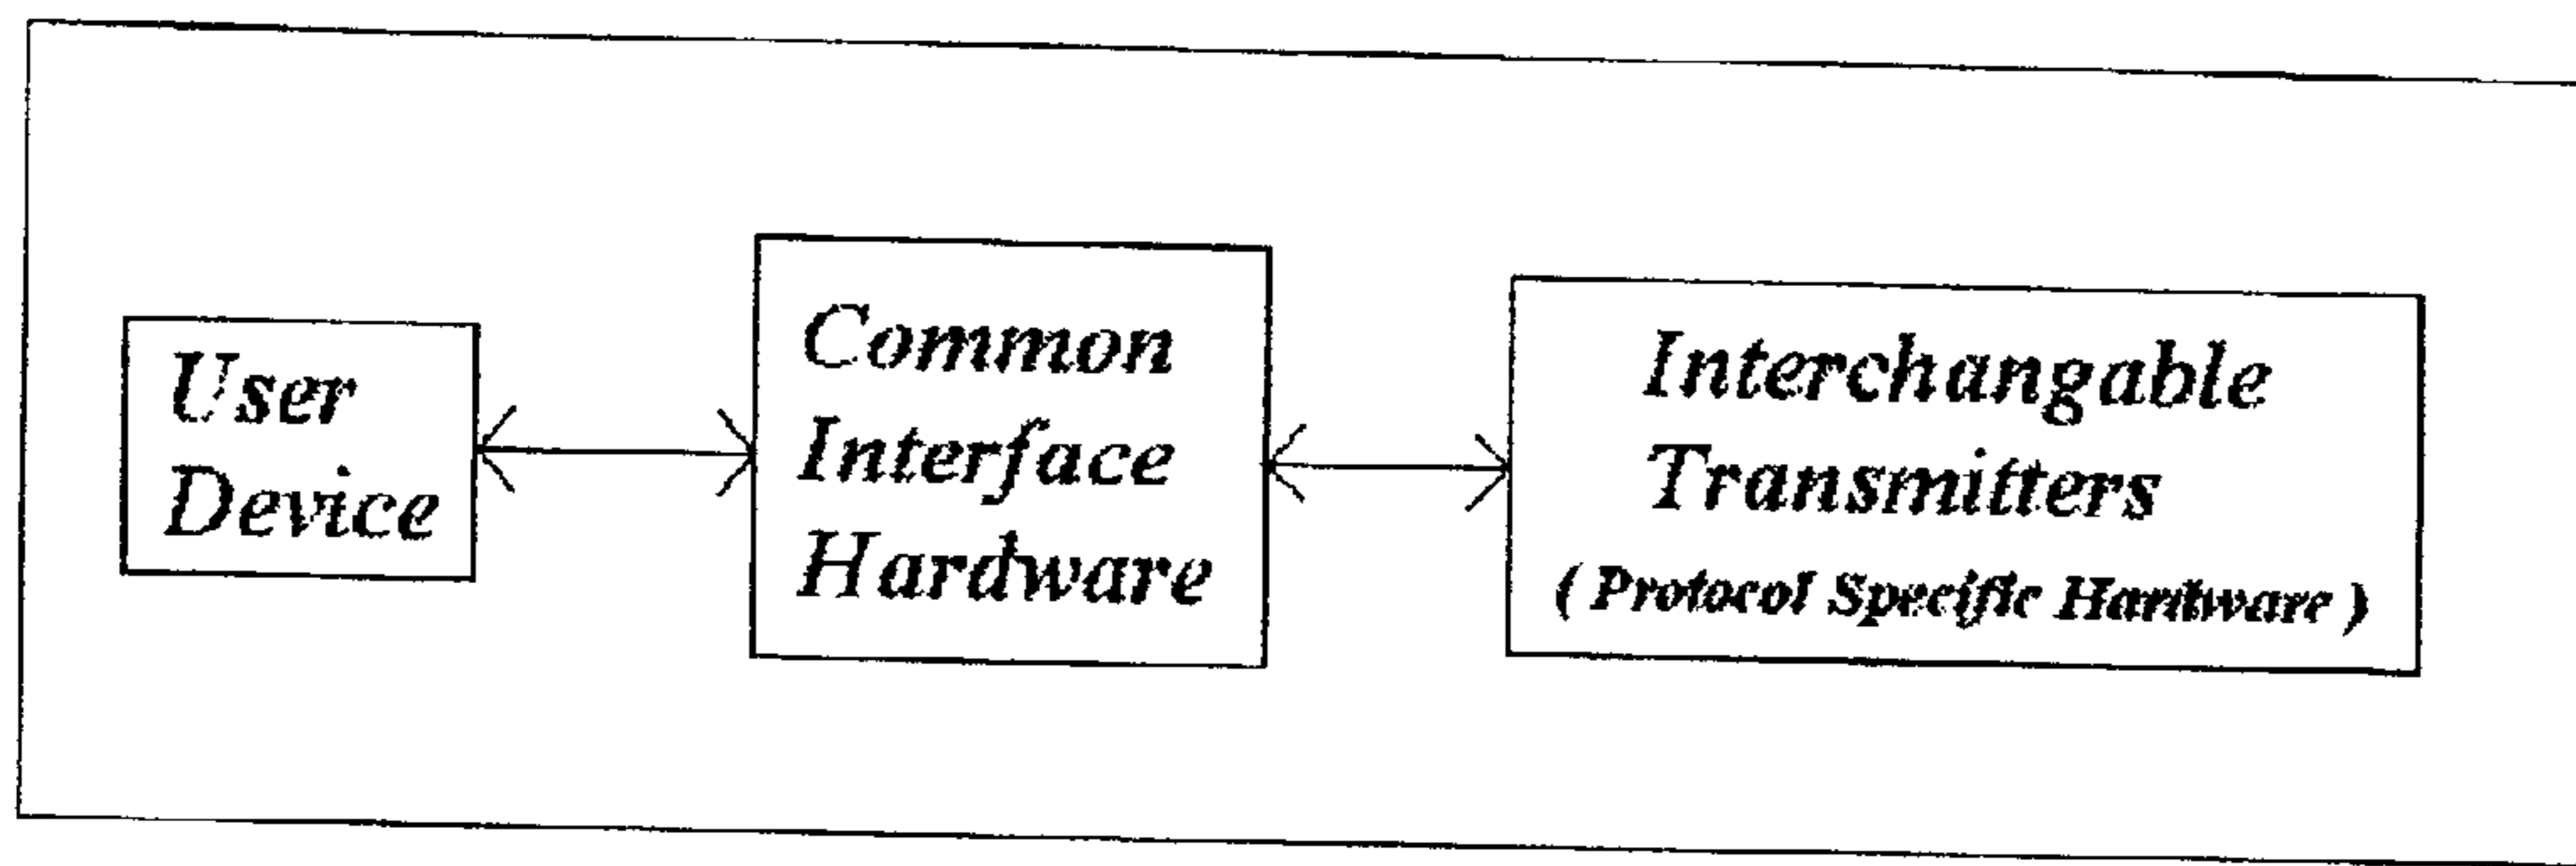 User
Device
Common
Interface
Hardware
Interchangable
Transmitters
( Protocol Specific Hardware )